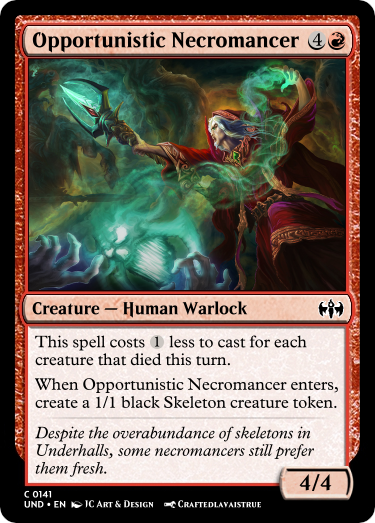 Opportunistic Necromancer 4
Creature — Human Warlock
This spell costs 1 less to cast for each
creature that died this turn.
When Opportunistic Necromancer enters,
create a 1/1 black Skeleton creature token.
Despite the overabundance of skeletons in
Underhalls, some necromancers still prefer
them fresh.
4/4
C 0141
UND • EN JC Art & Design Craftedlavaistrue